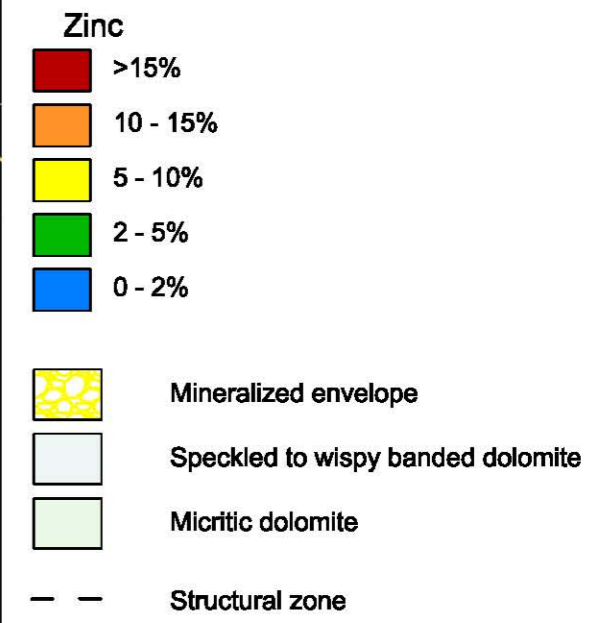 Zinc
>15%
10 - 15%
5 - 10%
2 - 5%
0 - 2%
Mineralized envelope
Speckled to wispy banded dolomite
Micritic dolomite
Structural zone